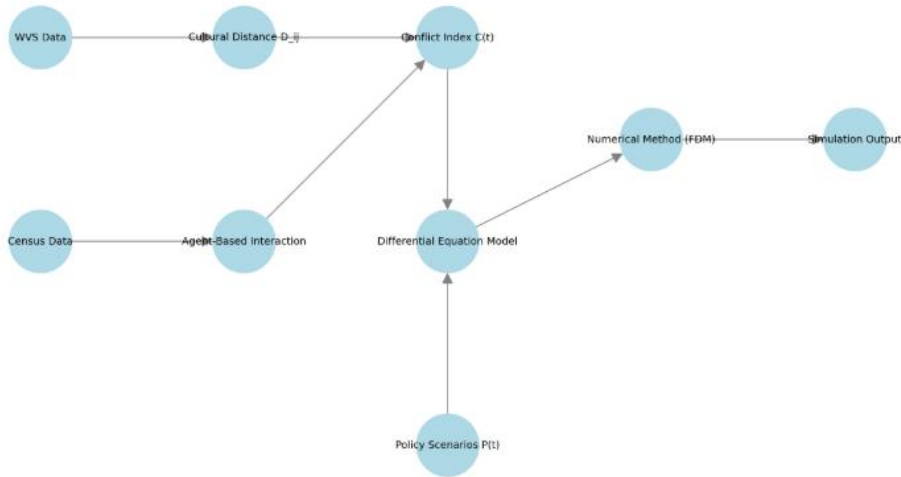 WVS Data
Cultural Distance D_ij
Conflict Index C(t)
Numerical Method (FDM)
Simulation Output
Census Data
Agent-Based Interaction
Differential Equation Model
Policy Scenarios P(t)